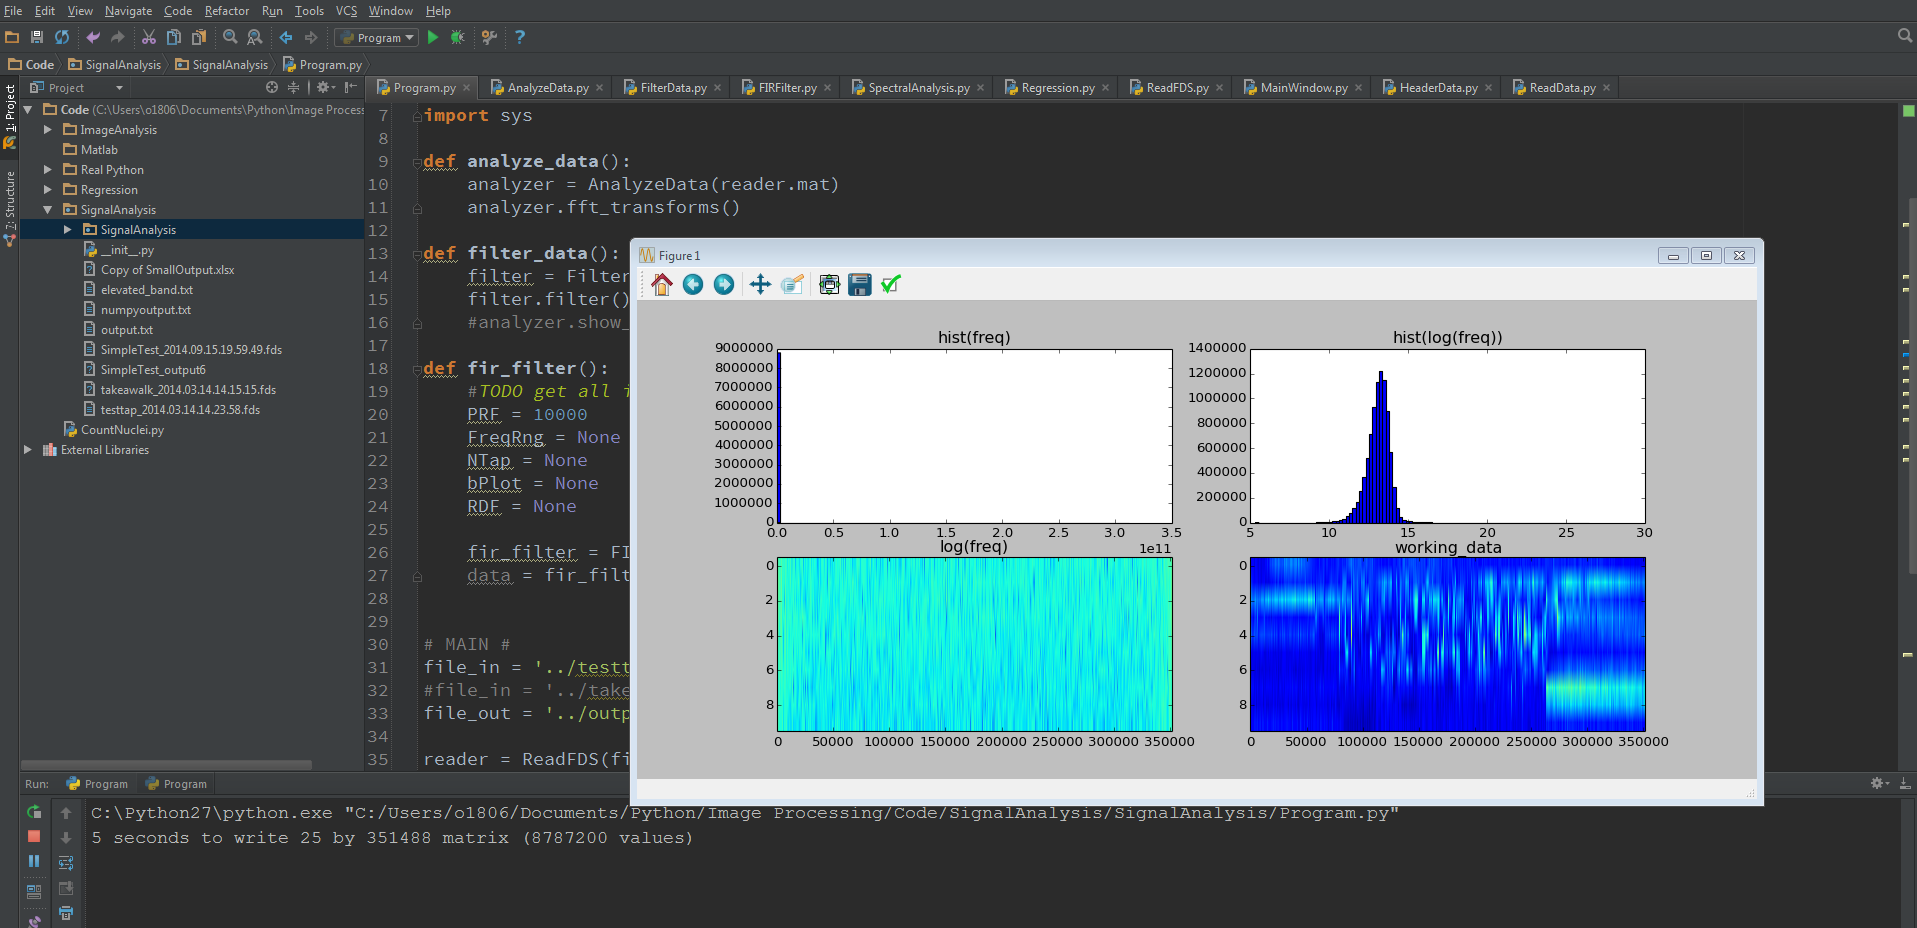 File Edit View Navigate Code Refactor Run Tools VCS Window Help
Program
Code SignalAnalysis SignalAnalysis Program.py
Project
Program.py AnalyzeData.py FilterData.py FIRFilter.py SpectralAnalysis.py Regression.py ReadFDS.py MainWindow.py HeaderData.py ReadData.py
1: Project
7: Structure
Code (C:\Users\o1806\Documents\Python\Image Process
ImageAnalysis
Matlab
Real Python
Regression
SignalAnalysis
SignalAnalysis
__init__.py
Copy of SmallOutput.xlsx
elevated_band.txt
numpyoutput.txt
output.txt
SimpleTest_2014.09.15.19.59.49.fds
SimpleTest_output6
takeawalk_2014.03.14.14.15.15.fds
testtap_2014.03.14.14.23.58.fds
CountNuclei.py
External Libraries
7 import sys
8
9 def analyze_data():
10 analyzer = AnalyzeData(reader.mat)
11 analyzer.fft_transforms()
12
13 def filter_data():
14 filter = Filter
15 filter.filter()
16 #analyzer.show_
17
18 def fir_filter():
19 #TODO get all i
20 PRF = 10000
21 FreqRng = None
22 NTap = None
23 bPlot = None
24 RDF = None
25
26 fir_filter = FI
27 data = fir_filt
28
29
30 # MAIN #
31 file_in = '../testt
32 #file_in = '../take
33 file_out = '../outp
34
35 reader = ReadFDS(fi
Figure 1
hist(freq)
9000000
8000000
7000000
6000000
5000000
4000000
3000000
2000000
1000000
0
0.0 0.5 1.0 1.5 2.0 2.5 3.0 3.5
1e11
hist(log(freq))
1400000
1200000
1000000
800000
600000
400000
200000
0
5 10 15 20 25 30
log(freq)
0
2
4
6
8
0 50000 100000 150000 200000 250000 300000 350000
working_data
0
2
4
6
8
0 50000 100000 150000 200000 250000 300000 350000
Run: Program Program
C:\Python27\python.exe "C:/Users/o1806/Documents/Python/Image Processing/Code/SignalAnalysis/SignalAnalysis/Program.py"
5 seconds to write 25 by 351488 matrix (8787200 values)